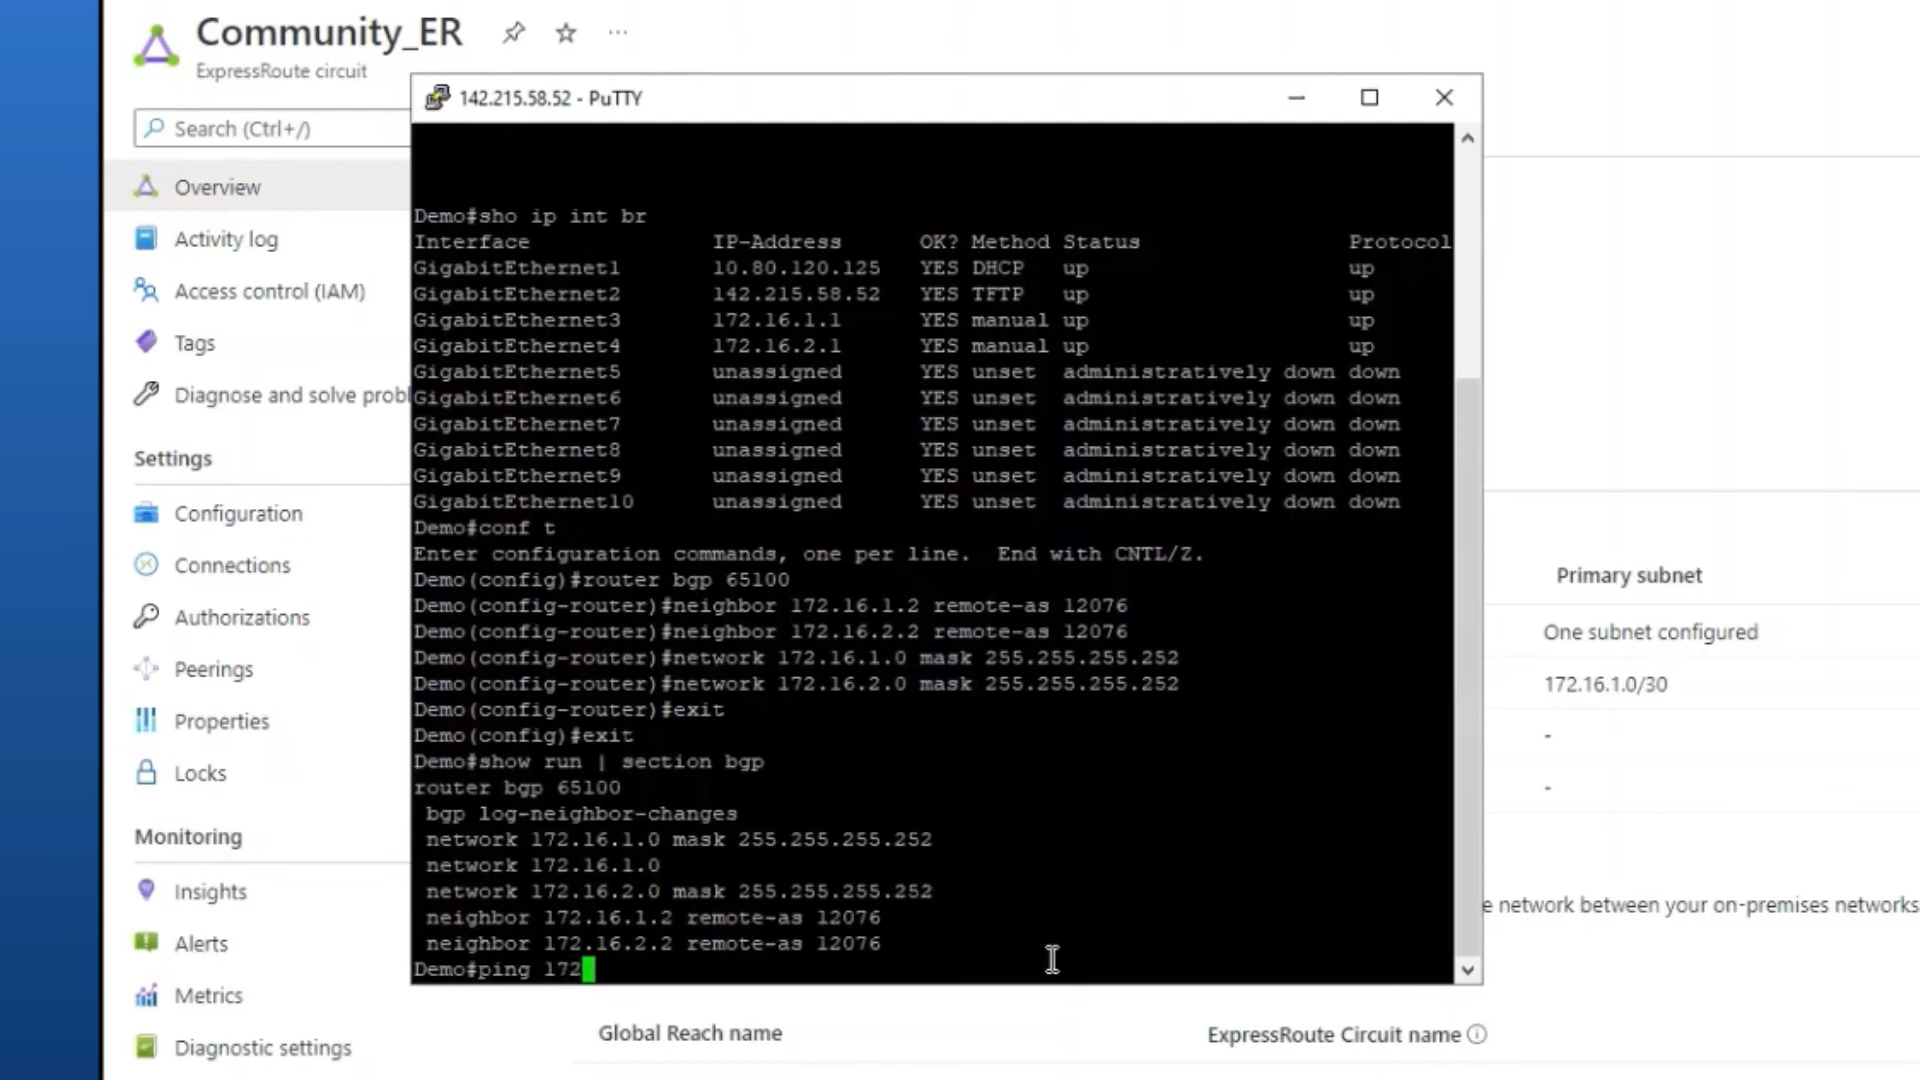 Community_ER
ExpressRoute circuit
Search (Ctrl+/)
Overview
Activity log
Access control (IAM)
Tags
Diagnose and solve probl
Settings
Configuration
Connections
Authorizations
Peerings
Properties
Locks
Monitoring
Insights
Alerts
Metrics
Diagnostic settings
142.215.58.52 - PuTTY
Demo#sho ip int br
Interface IP-Address OK? Method Status Protocol
GigabitEthernet1 10.80.120.125 YES DHCP up up
GigabitEthernet2 142.215.58.52 YES TFTP up up
GigabitEthernet3 172.16.1.1 YES manual up up
GigabitEthernet4 172.16.2.1 YES manual up up
GigabitEthernet5 unassigned YES unset administratively down down
GigabitEthernet6 unassigned YES unset administratively down down
GigabitEthernet7 unassigned YES unset administratively down down
GigabitEthernet8 unassigned YES unset administratively down down
GigabitEthernet9 unassigned YES unset administratively down down
GigabitEthernet10 unassigned YES unset administratively down down
Demo#conf t
Enter configuration commands, one per line. End with CNTL/Z.
Demo(config)#router bgp 65100
Demo(config-router)#neighbor 172.16.1.2 remote-as 12076
Demo(config-router)#neighbor 172.16.2.2 remote-as 12076
Demo(config-router)#network 172.16.1.0 mask 255.255.255.252
Demo(config-router)#network 172.16.2.0 mask 255.255.255.252
Demo(config-router)#exit
Demo(config)#exit
Demo#show run | section bgp
router bgp 65100
bgp log-neighbor-changes
network 172.16.1.0 mask 255.255.255.252
network 172.16.1.0
network 172.16.2.0 mask 255.255.255.252
neighbor 172.16.1.2 remote-as 12076
neighbor 172.16.2.2 remote-as 12076
Demo#ping 172
Primary subnet
One subnet configured
172.16.1.0/30
-
-
e network between your on-premises networks
Global Reach name
ExpressRoute Circuit name